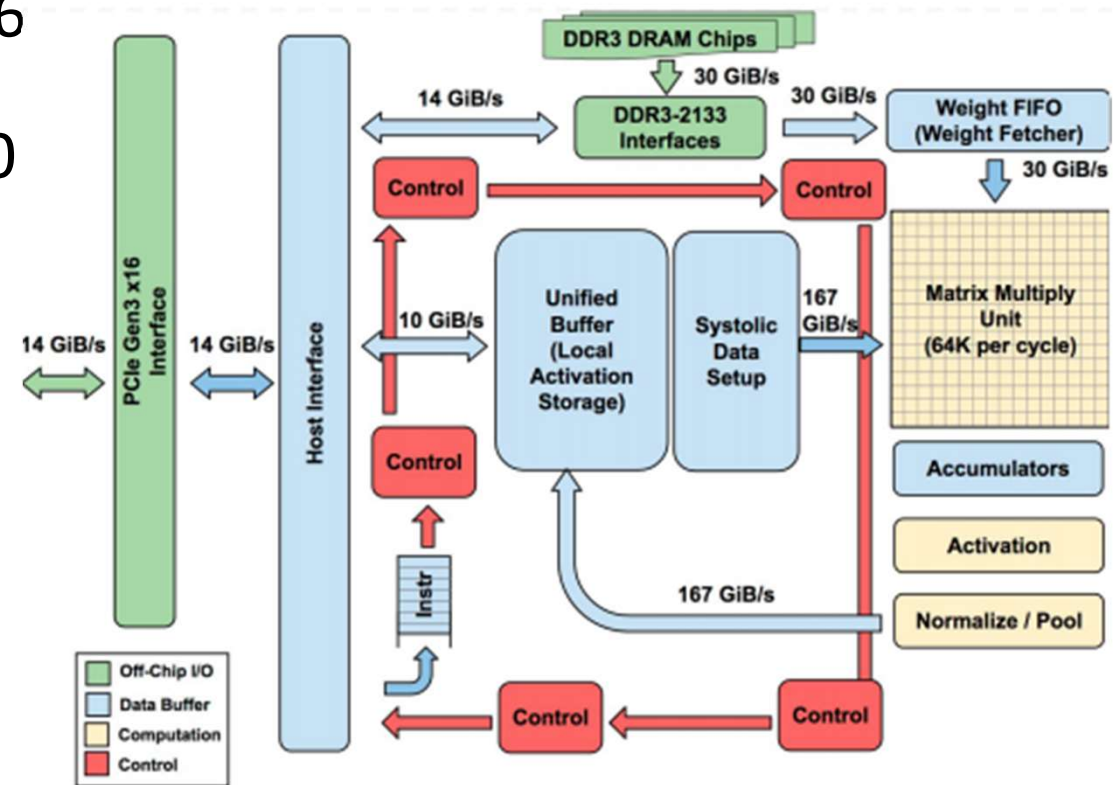 6
0
DDR3 DRAM Chips
30 GiB/s
14 GiB/s
DDR3-2133
Interfaces
30 GiB/s
Weight FIFO
(Weight Fetcher)
30 GiB/s
Control
Control
PCIe Gen3 x16
Interface
14 GiB/s
14 GiB/s
Host Interface
10 GiB/s
Unified
Buffer
(Local
Activation
Storage)
Systolic
Data
Setup
167
GiB/s
Matrix Multiply
Unit
(64K per cycle)
Control
Accumulators
Activation
Instr
167 GiB/s
Normalize / Pool
Off-Chip I/O
Data Buffer
Computation
Control
Control
Control